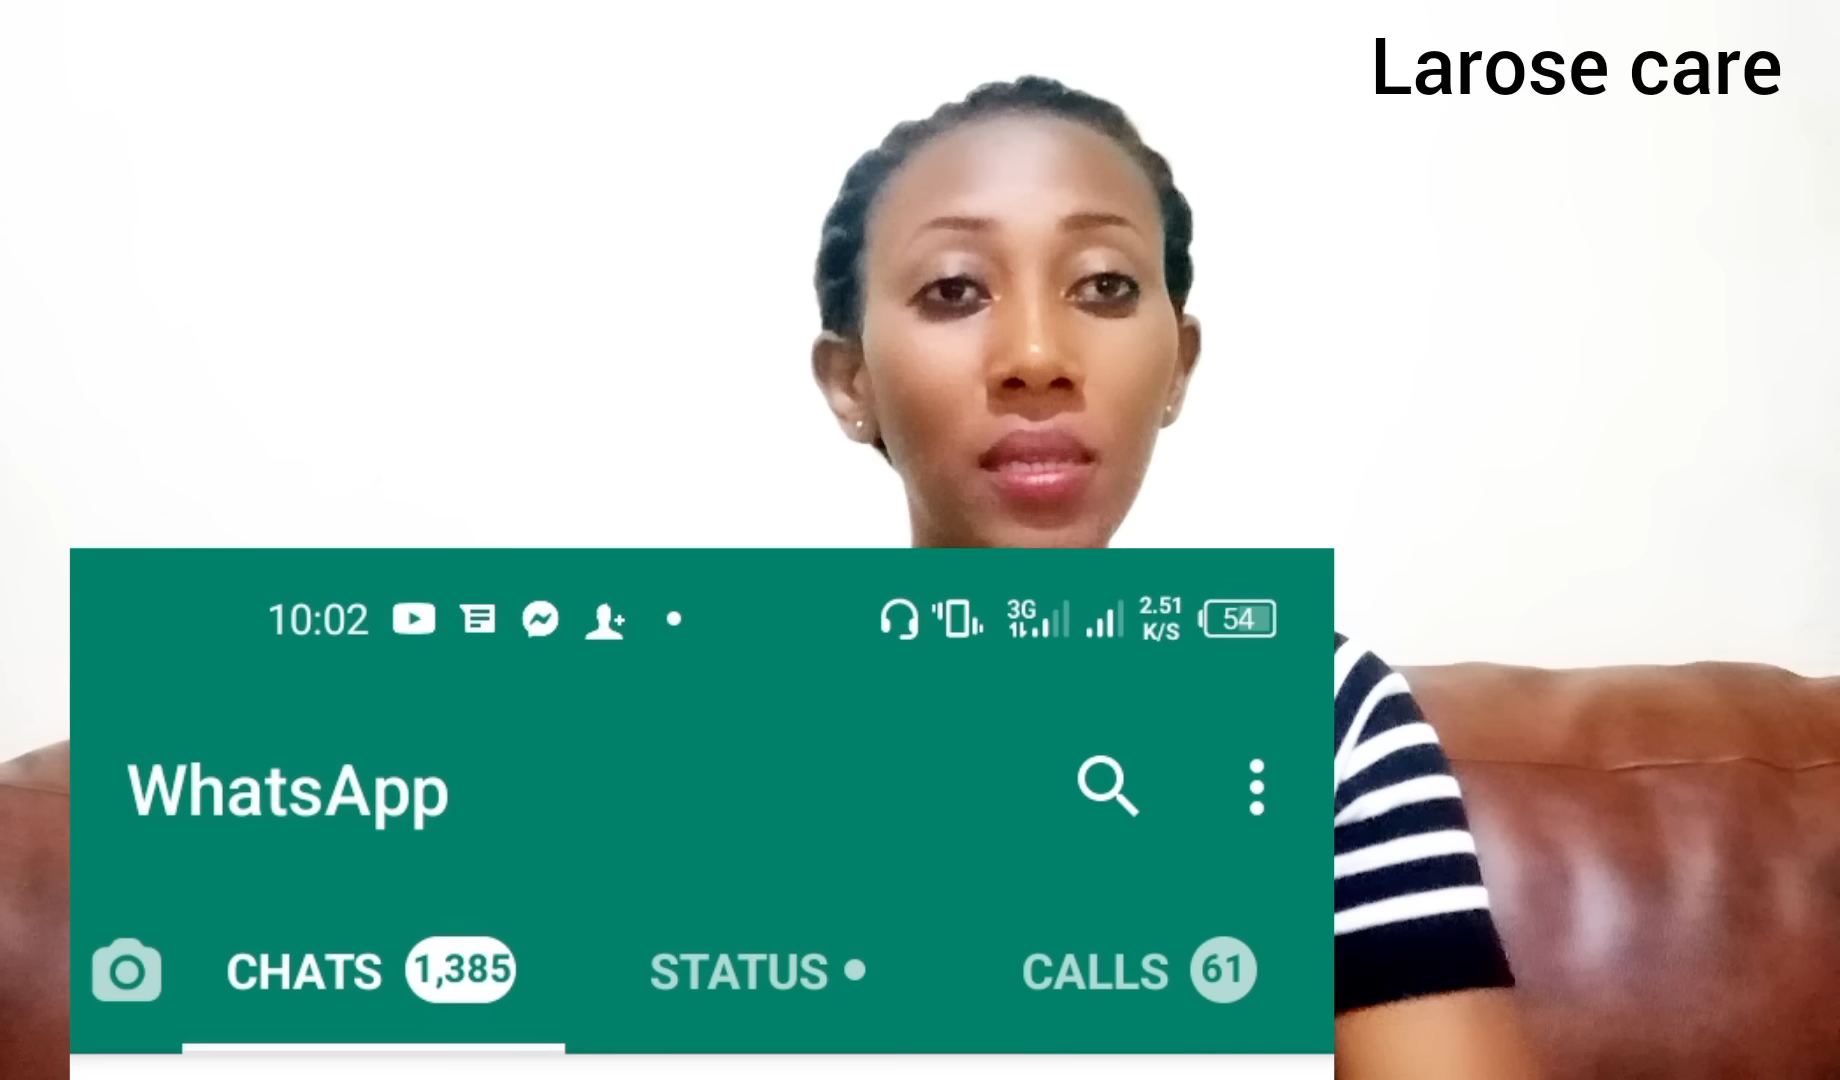 Larose care
10:02 3G 2.51 K/S 54
WhatsApp
CHATS 1,385 STATUS CALLS 61